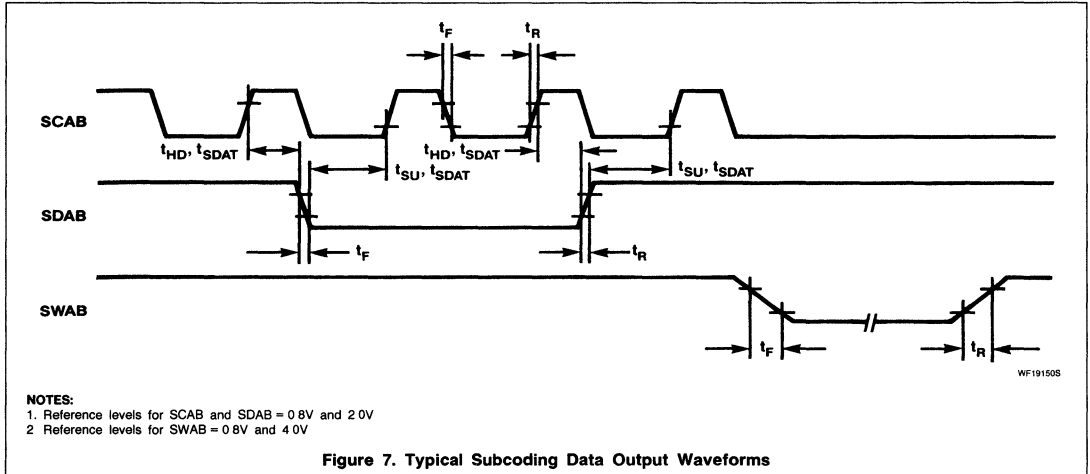 tF
tR
SCAB
tHD, tSDAT
tHD, tSDAT
tSU, tSDAT
tSU, tSDAT
SDAB
tF
tR
SWAB
tF
tR
WF19150S
NOTES:
1. Reference levels for SCAB and SDAB = 0 8V and 2 0V
2 Reference levels for SWAB = 0 8V and 4 0V
Figure 7. Typical Subcoding Data Output Waveforms